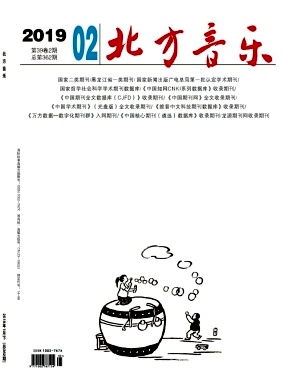 2019
02
北方音乐
第39卷2期
总第362期
国家二类期刊/黑龙江省一类期刊/国家新闻出版广电总局第一批认定学术期刊/
国家哲学社会科学学术期刊数据库/《中国知网CNKI系列数据库》收录期刊/
《中国期刊全文数据库（CJFD）》收录期刊/《中国期刊网》全文收录期刊/
《中国学术期刊》（光盘版）全文收录期刊/《维普中文科技期刊数据库》收录期刊/
《万方数据—数字化期刊群》入网期刊/《中国核心期刊（遴选）数据库》收录期刊/龙源期刊网收录期刊
北方音乐
ISSN 1002-767X